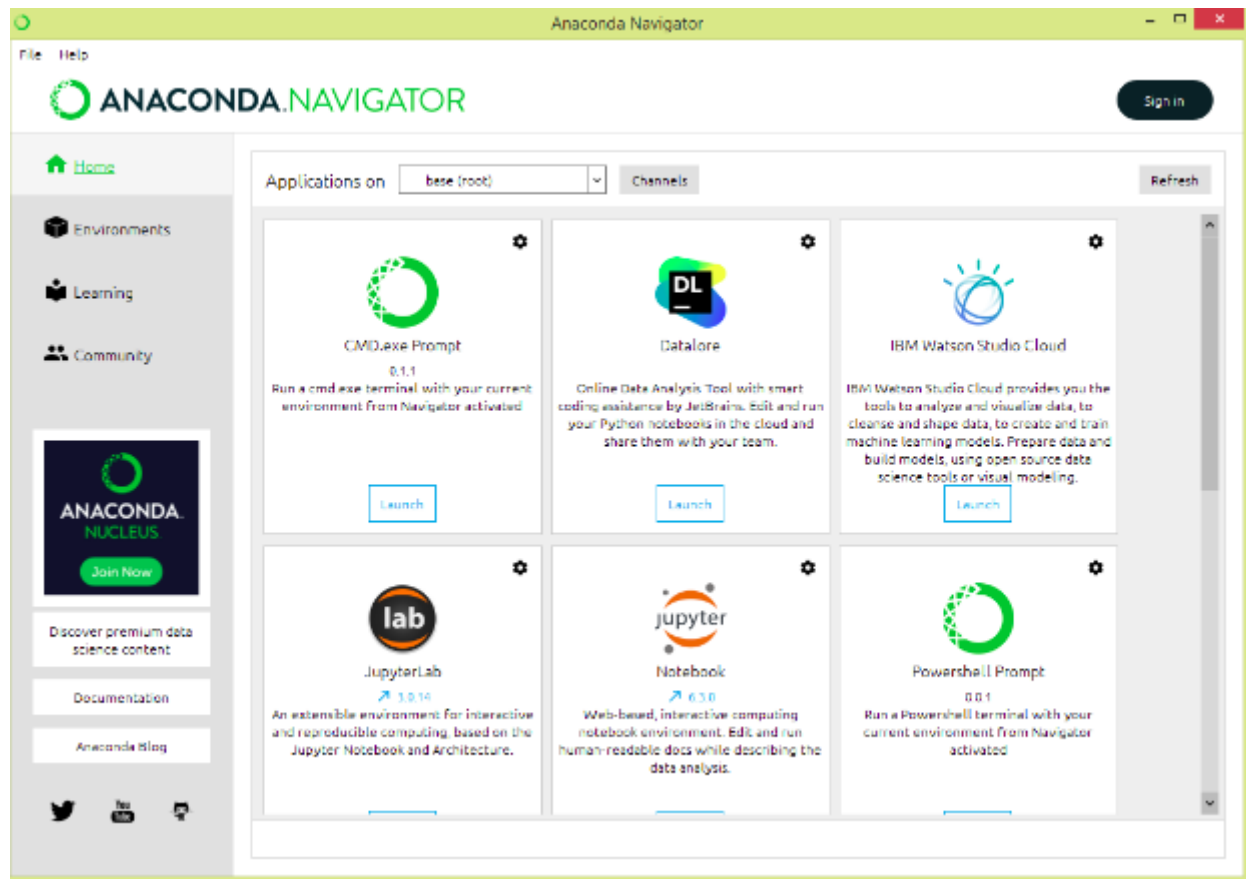 Anaconda Navigator
File Help
ANACONDA.NAVIGATOR
Sign in
Home
Environments
Learning
Community
ANACONDA.
NUCLEUS.
Join Now
Discover premium data
science content
Documentation
Anaconda Blog
You
Tube
Applications on base (root) Channels Refresh
CMD.exe Prompt
0.1.1
Run a cmd.exe terminal with your current
environment from Navigator activated
Launch
DL
Datalore
Online Data Analysis Tool with smart
coding assistance by JetBrains. Edit and run
your Python notebooks in the cloud and
share them with your team.
Launch
IBM Watson Studio Cloud
IBM Watson Studio Cloud provides you the
tools to analyze and visualize data, to
cleanse and shape data, to create and train
machine learning models. Prepare data and
build models, using open source data
science tools or visual modeling.
Launch
lab
JupyterLab
3.0.14
An extensible environment for interactive
and reproducible computing, based on the
Jupyter Notebook and Architecture.
jupyter
Notebook
6.3.0
Web-based, interactive computing
notebook environment. Edit and run
human-readable docs while describing the
data analysis.
Powershell Prompt
0.0.1
Run a Powershell terminal with your
current environment from Navigator
activated